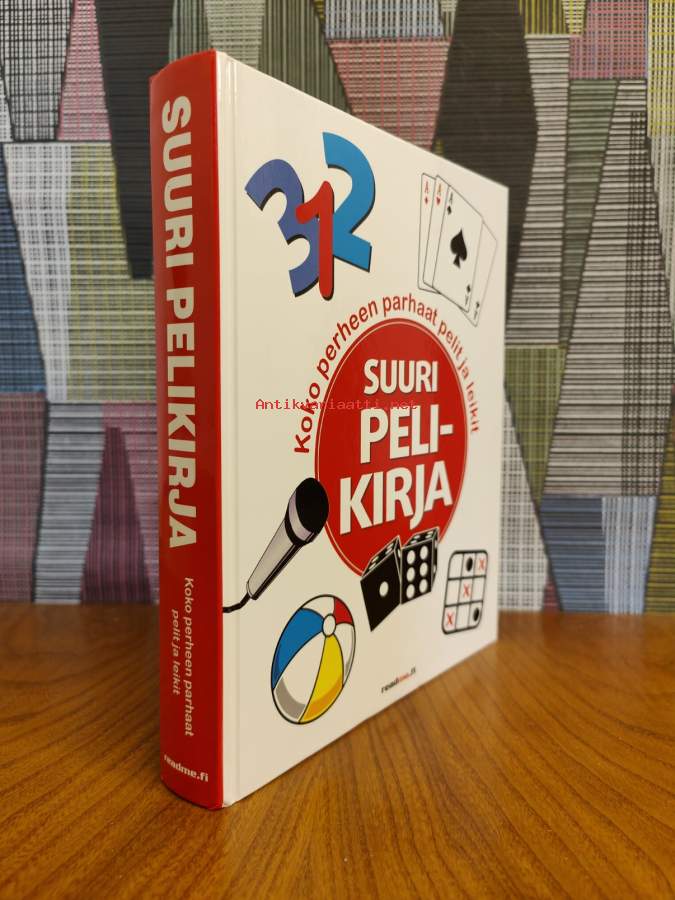 SUURI PELIKIRJA
Koko perheen parhaat
pelit ja leikit
readme.fi
312
A
A
A
A
Koko perheen parhaat pelit ja leikit
SUURI
PELI-
KIRJA
Antikvariaatti.net
X
X
X
readme.fi